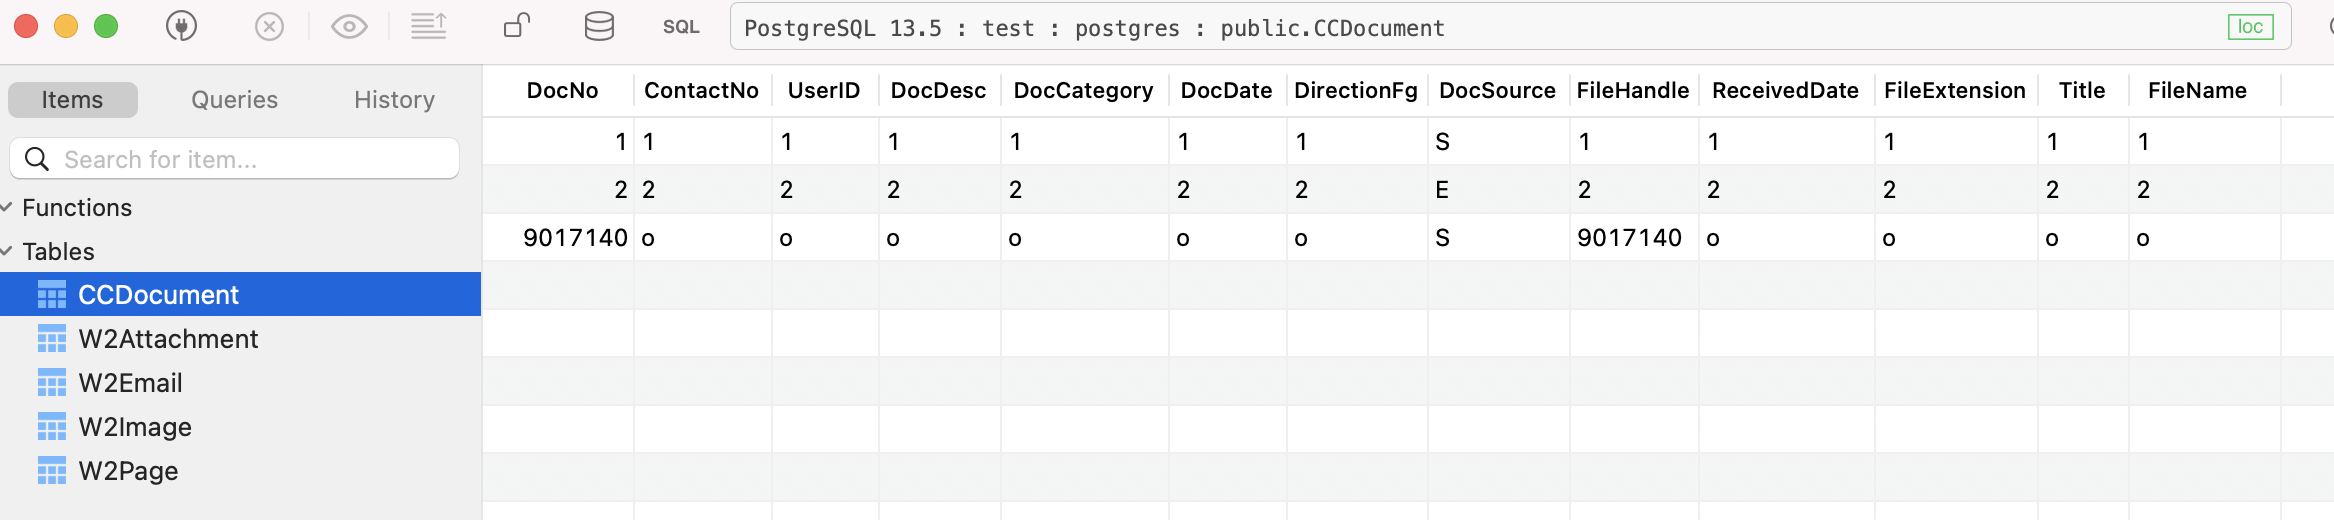 SQL PostgreSQL 13.5 : test : postgres : public.CCDocument loc
Items Queries History
Search for item...
Functions
Tables
CCDocument
W2Attachment
W2Email
W2Image
W2Page
DocNo ContactNo UserID DocDesc DocCategory DocDate DirectionFg DocSource FileHandle ReceivedDate FileExtension Title FileName
1 1 1 1 1 1 1 S 1 1 1 1 1
2 2 2 2 2 2 2 E 2 2 2 2 2
9017140 o o o o o o S 9017140 o o o o